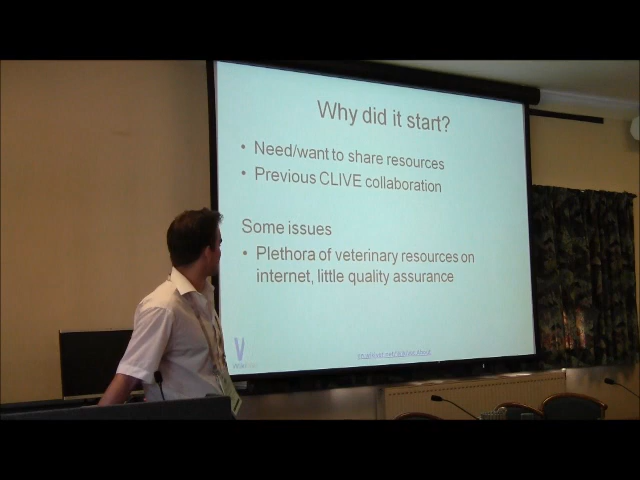 Why did it start?
• Need/want to share resources
• Previous CLIVE collaboration
Some issues
• Plethora of veterinary resources on
internet, little quality assurance
V